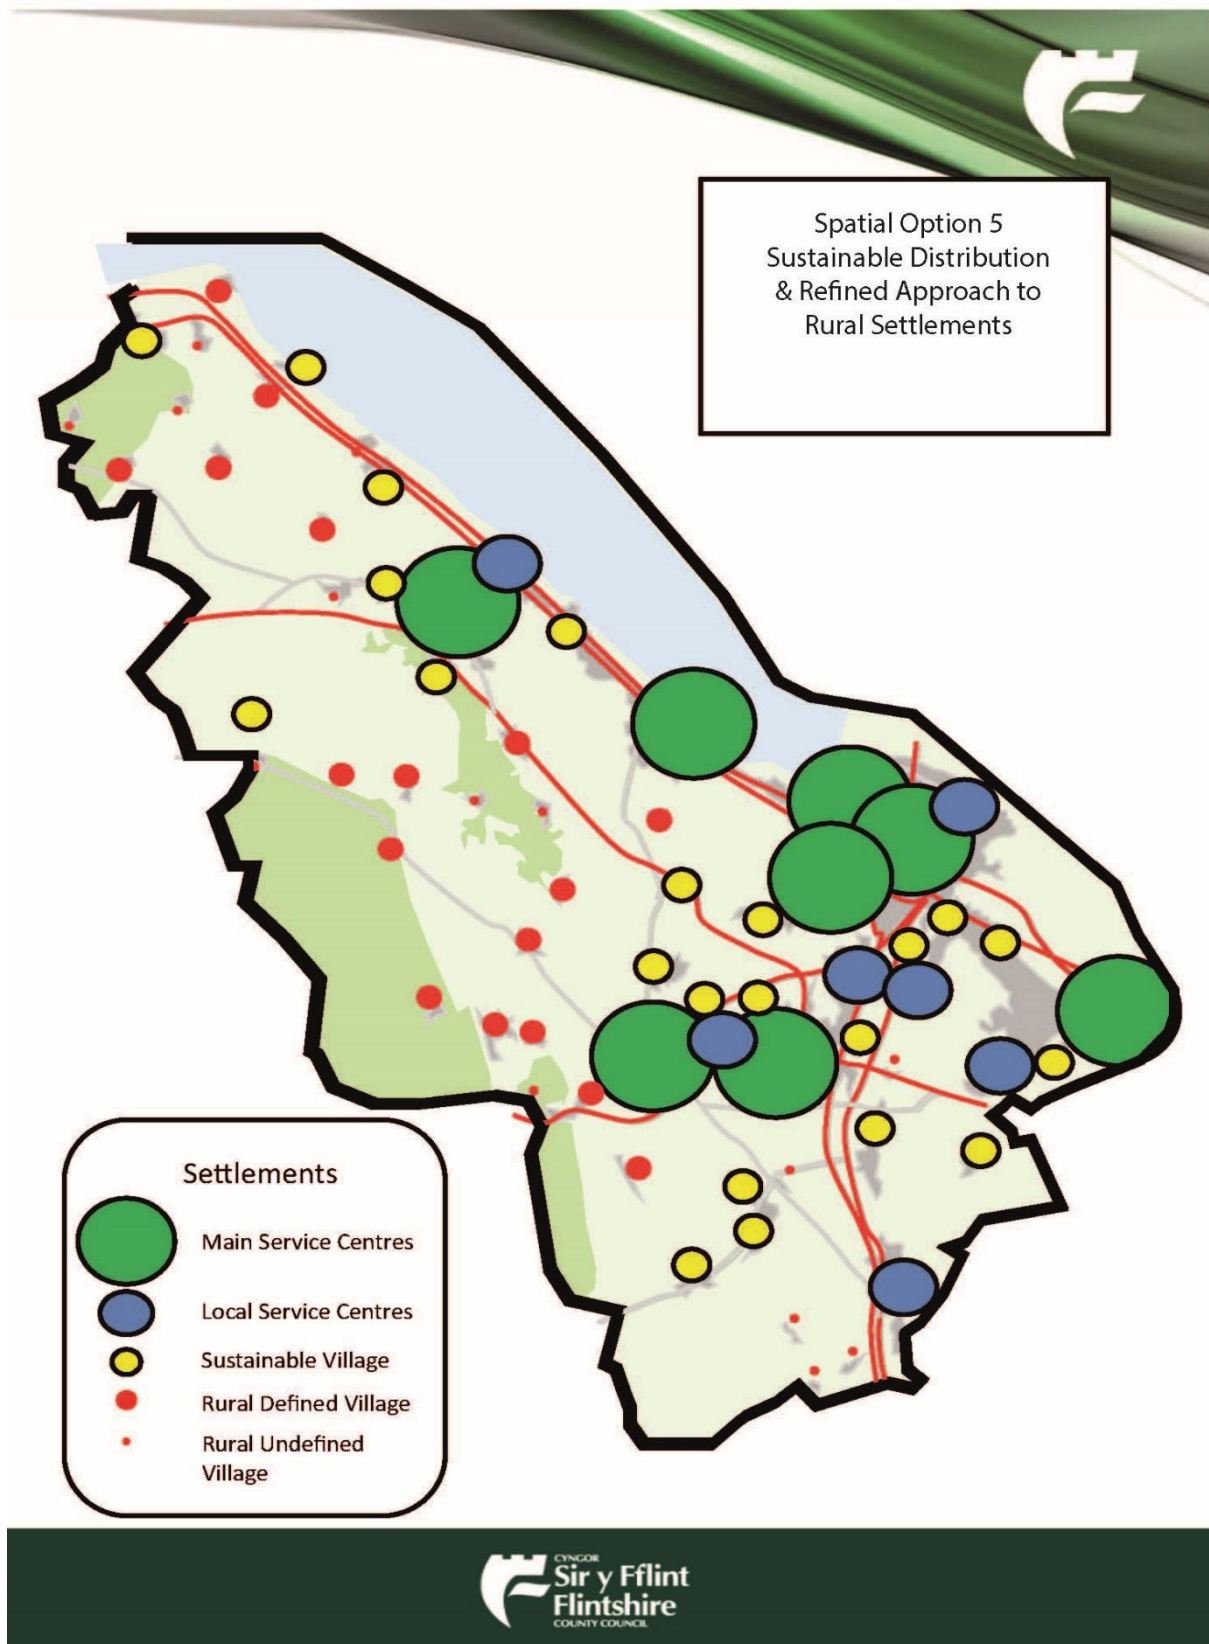 Spatial Option 5
Sustainable Distribution
& Refined Approach to
Rural Settlements
Settlements
Main Service Centres
Local Service Centres
Sustainable Village
Rural Defined Village
Rural Undefined
Village
CYNGOR
Sir y Fflint
Flintshire
COUNTY COUNCIL